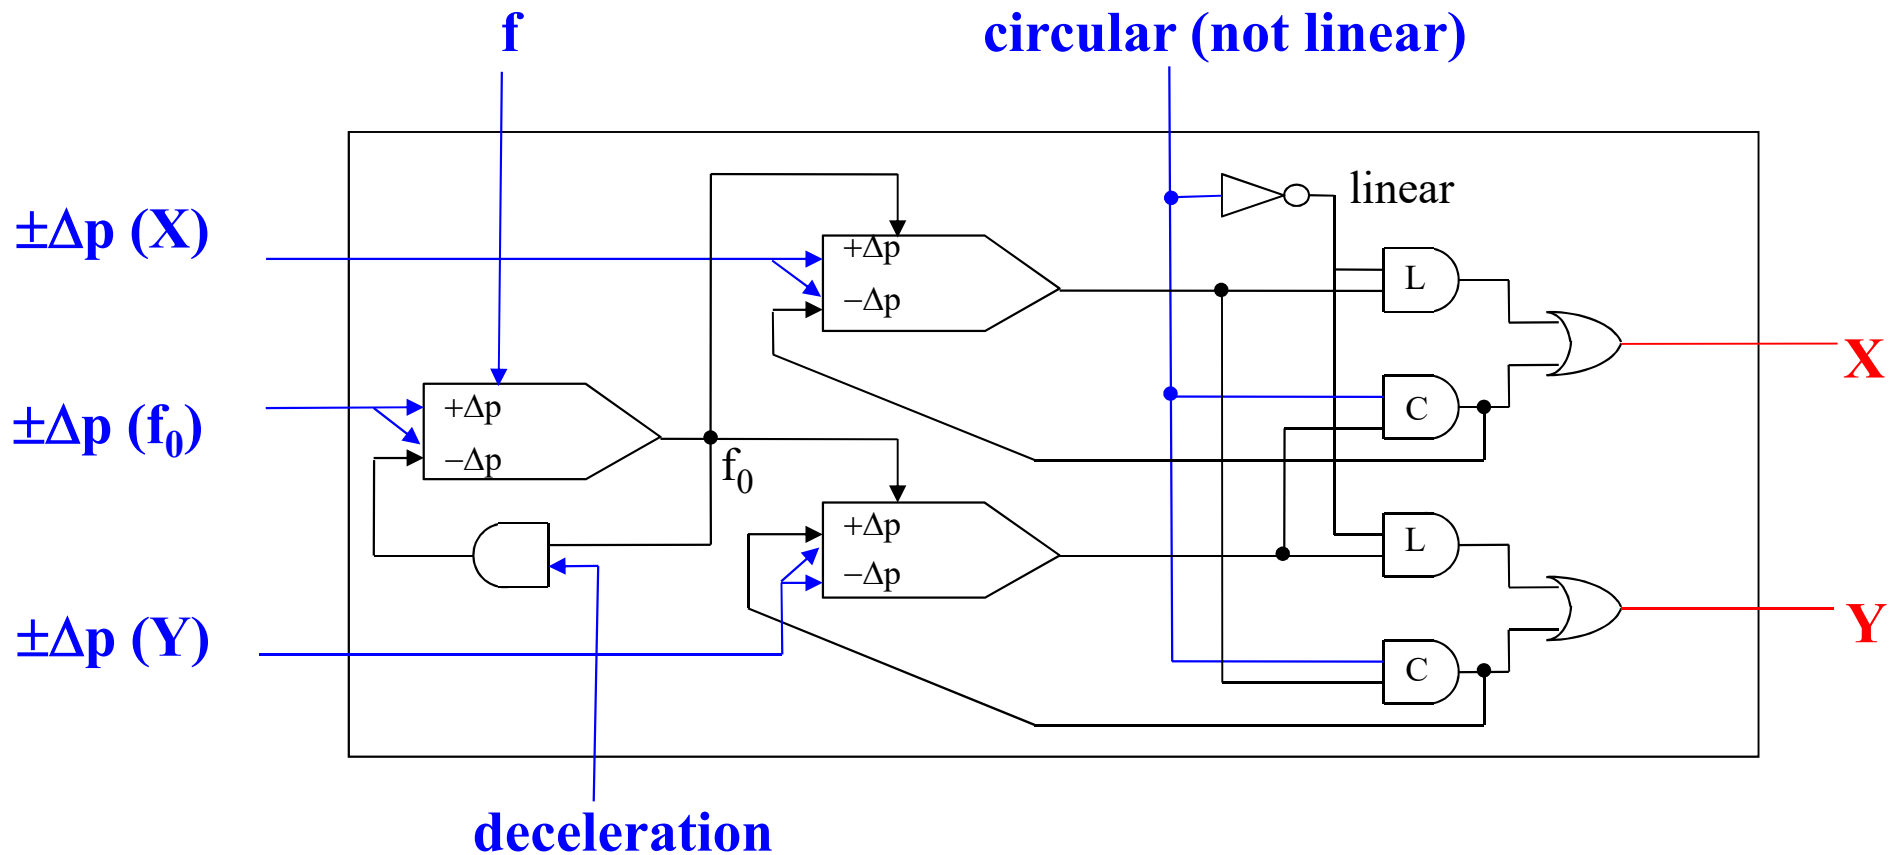 f
circular (not linear)
linear
±Δp (X)
+Δp
−Δp
L
X
±Δp (f₀)
+Δp
−Δp
C
f₀
+Δp
−Δp
L
±Δp (Y)
Y
C
deceleration